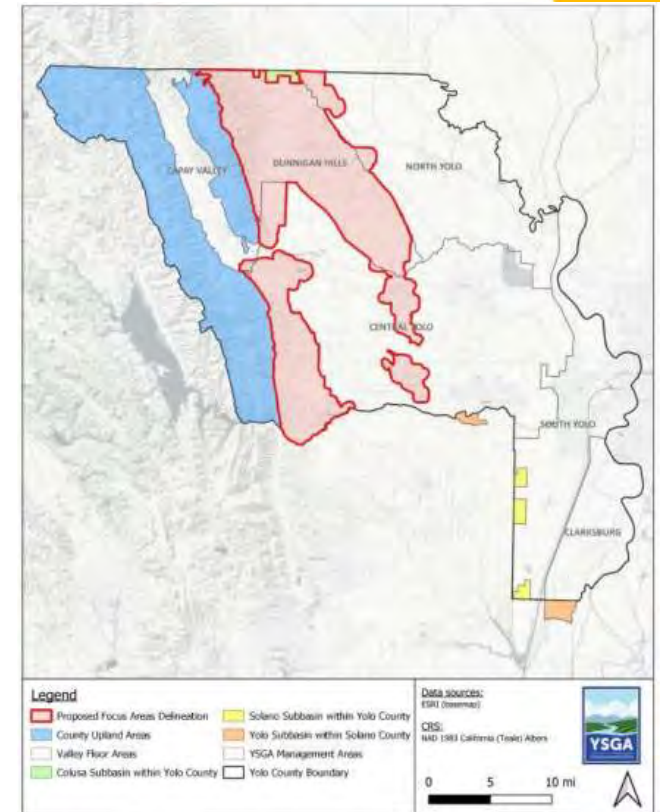 CAPAY VALLEY
DUNNIGAN HILLS
NORTH YOLO
CENTRAL YOLO
SOUTH YOLO
CLARKSBURG
Legend
Proposed Focus Areas Delineation
County Upland Areas
Valley Floor Areas
Colusa Subbasin within Yolo County
Solano Subbasin within Yolo County
Yolo Subbasin within Solano County
YSGA Management Areas
Yolo County Boundary
Data sources:
ESRI (basemap)
CRS:
NAD 1983 California (Teale) Albers
0 5 10 mi
YSGA